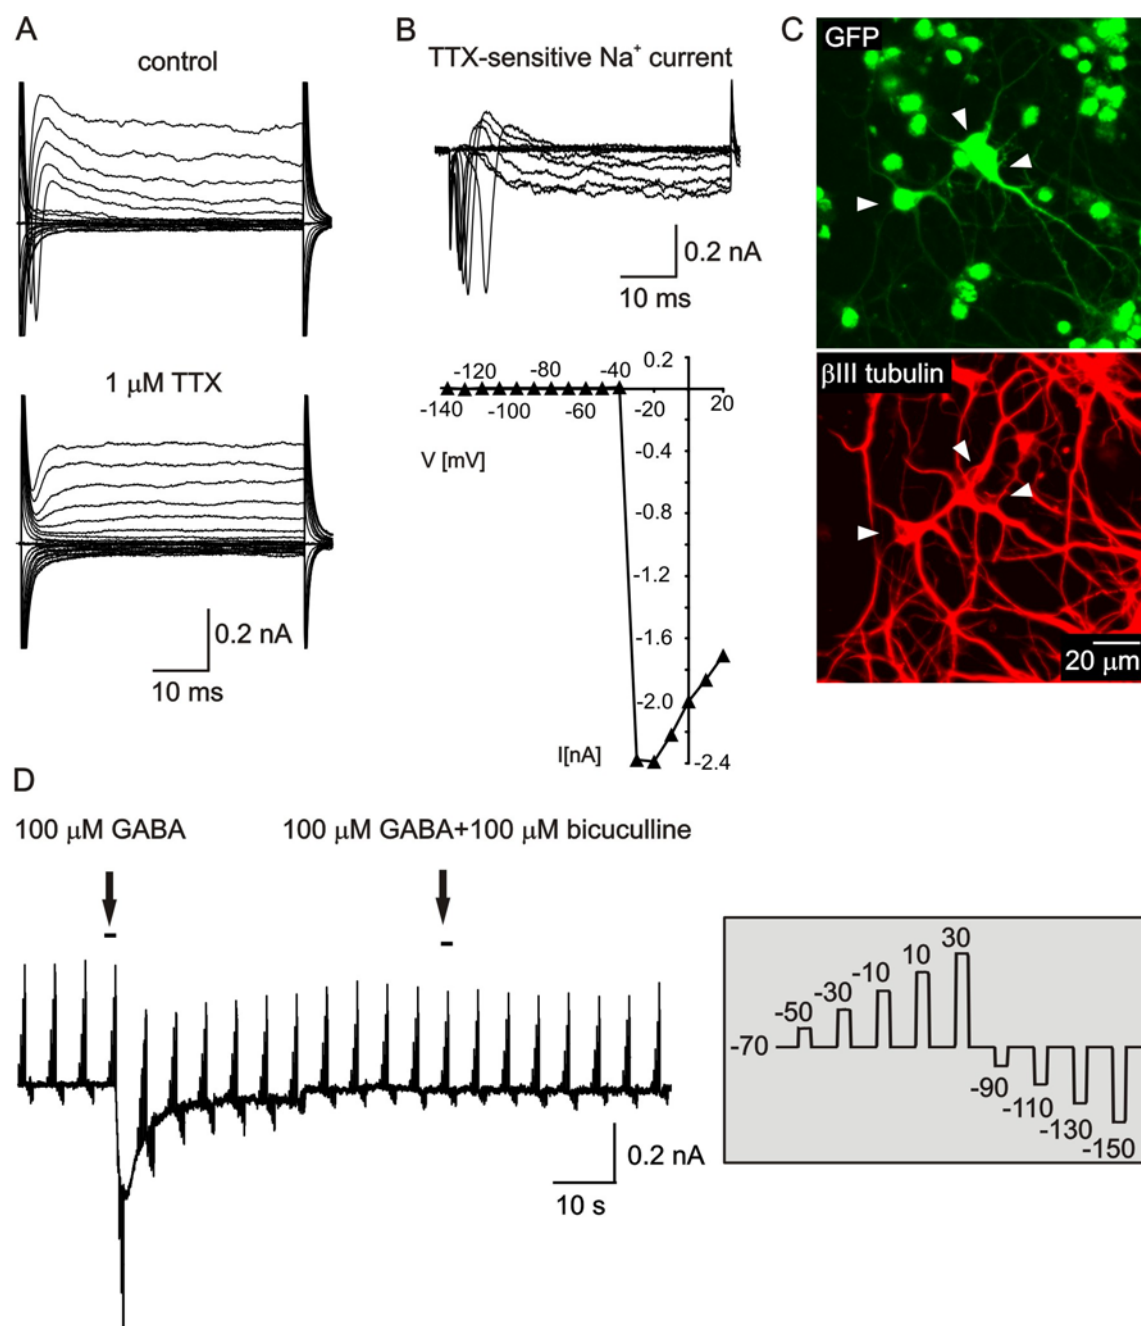 A
control
1 μM TTX
0.2 nA
10 ms
B
TTX-sensitive Na⁺ current
0.2 nA
10 ms
0.2
-120 -80 -40
-140 -100 -60 -20 20
-0.4
V [mV]
-0.8
-1.2
-1.6
-2.0
I[nA]
-2.4
C
GFP
βIII tubulin
20 μm
D
100 μM GABA
100 μM GABA+100 μM bicuculline
0.2 nA
10 s
30
10
-10
-30
-50
-70
-90
-110
-130
-150